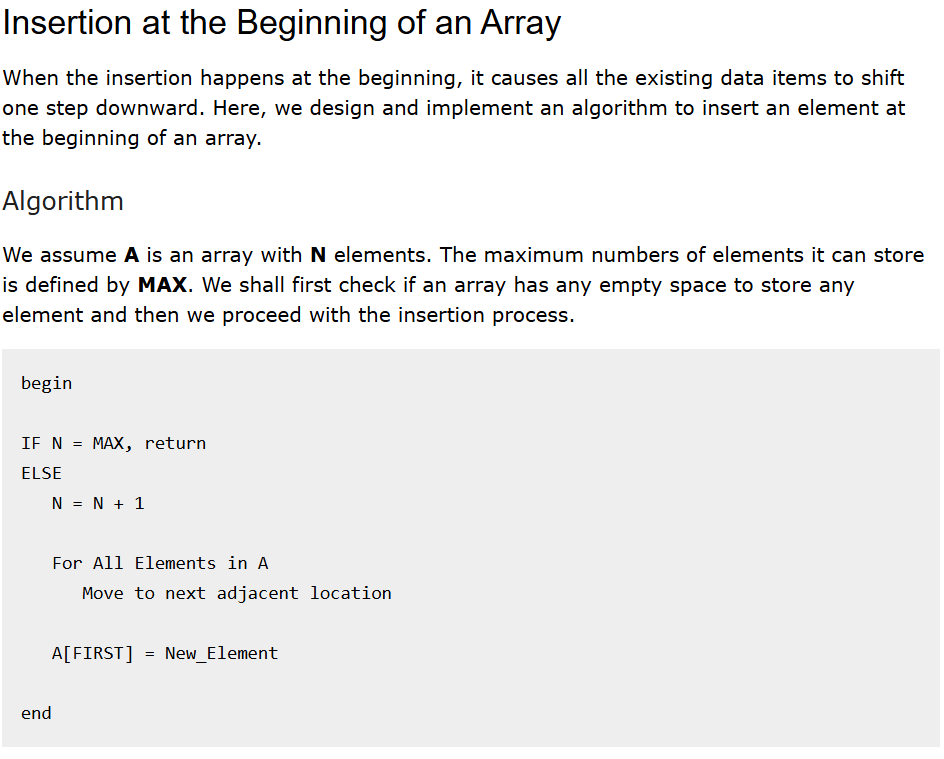 Insertion at the Beginning of an Array
When the insertion happens at the beginning, it causes all the existing data items to shift
one step downward. Here, we design and implement an algorithm to insert an element at
the beginning of an array.
Algorithm
We assume A is an array with N elements. The maximum numbers of elements it can store
is defined by MAX. We shall first check if an array has any empty space to store any
element and then we proceed with the insertion process.
begin
IF N = MAX, return
ELSE
   N = N + 1
   For All Elements in A
      Move to next adjacent location
   A[FIRST] = New_Element
end